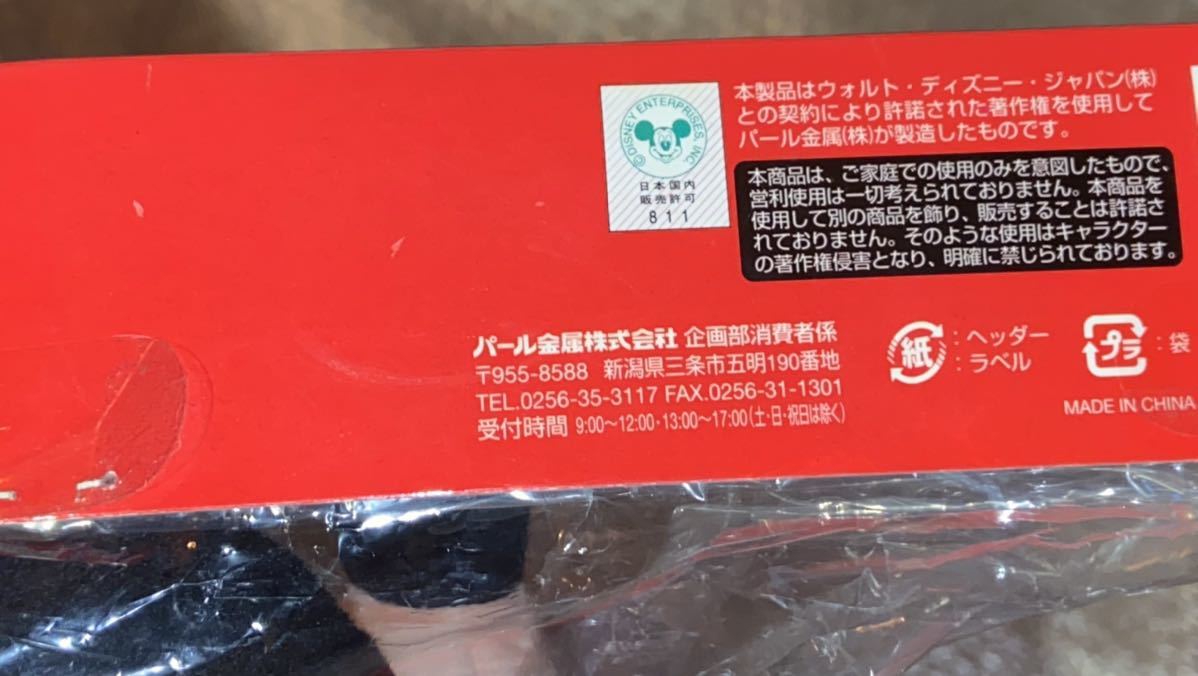 ©DISNEY ENTERPRISES, INC
日本国内
販売許可
811
本製品はウォルト・ディズニー・ジャパン(株)
との契約により許諾された著作権を使用して
パール金属(株)が製造したものです。
本商品は、ご家庭での使用のみを意図したもので、
営利使用は一切考えられておりません。本商品を
使用して別の商品を飾り、販売することは許諾さ
れておりません。そのような使用はキャラクター
の著作権侵害となり、明確に禁じられております。
パール金属株式会社 企画部消費者係
〒955-8588 新潟県三条市五明190番地
TEL.0256-35-3117 FAX.0256-31-1301
受付時間 9:00〜12:00・13:00〜17:00(土・日・祝日は除く)
紙:ヘッダー
:ラベル
プラ:袋
MADE IN CHINA